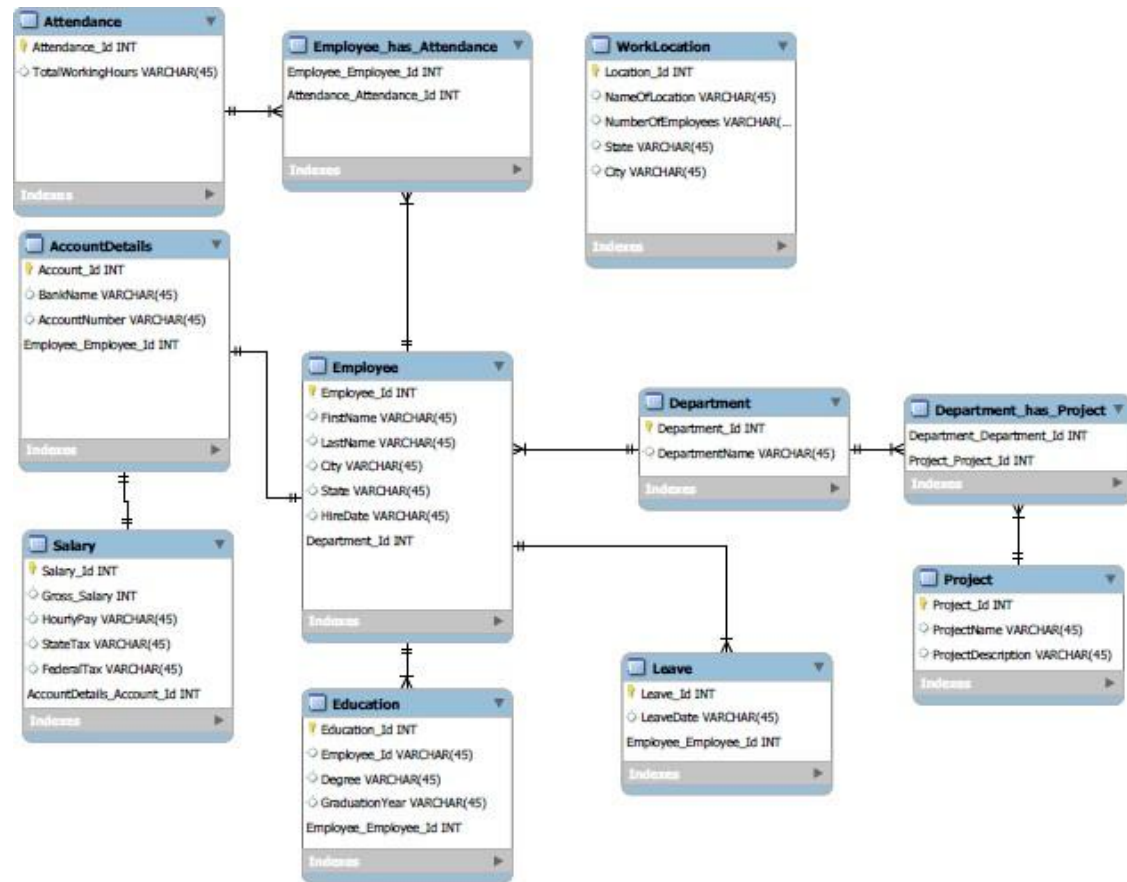 Attendance
Attendance_Id INT
TotalWorkingHours VARCHAR(45)
Indexes
Employee_has_Attendance
Employee_Employee_Id INT
Attendance_Attendance_Id INT
Indexes
WorkLocation
Location_Id INT
NameOfLocation VARCHAR(45)
NumberOfEmployees VARCHAR(...
State VARCHAR(45)
City VARCHAR(45)
Indexes
AccountDetails
Account_Id INT
BankName VARCHAR(45)
AccountNumber VARCHAR(45)
Employee_Employee_Id INT
Indexes
Employee
Employee_Id INT
FirstName VARCHAR(45)
LastName VARCHAR(45)
City VARCHAR(45)
State VARCHAR(45)
HireDate VARCHAR(45)
Department_Id INT
Indexes
Department
Department_Id INT
DepartmentName VARCHAR(45)
Indexes
Department_has_Project
Department_Department_Id INT
Project_Project_Id INT
Indexes
Salary
Salary_Id INT
Gross_Salary INT
HourlyPay VARCHAR(45)
StateTax VARCHAR(45)
FederalTax VARCHAR(45)
AccountDetails_Account_Id INT
Indexes
Education
Education_Id INT
Employee_Id VARCHAR(45)
Degree VARCHAR(45)
GraduationYear VARCHAR(45)
Employee_Employee_Id INT
Indexes
Leave
Leave_Id INT
LeaveDate VARCHAR(45)
Employee_Employee_Id INT
Indexes
Project
Project_Id INT
ProjectName VARCHAR(45)
ProjectDescription VARCHAR(45)
Indexes